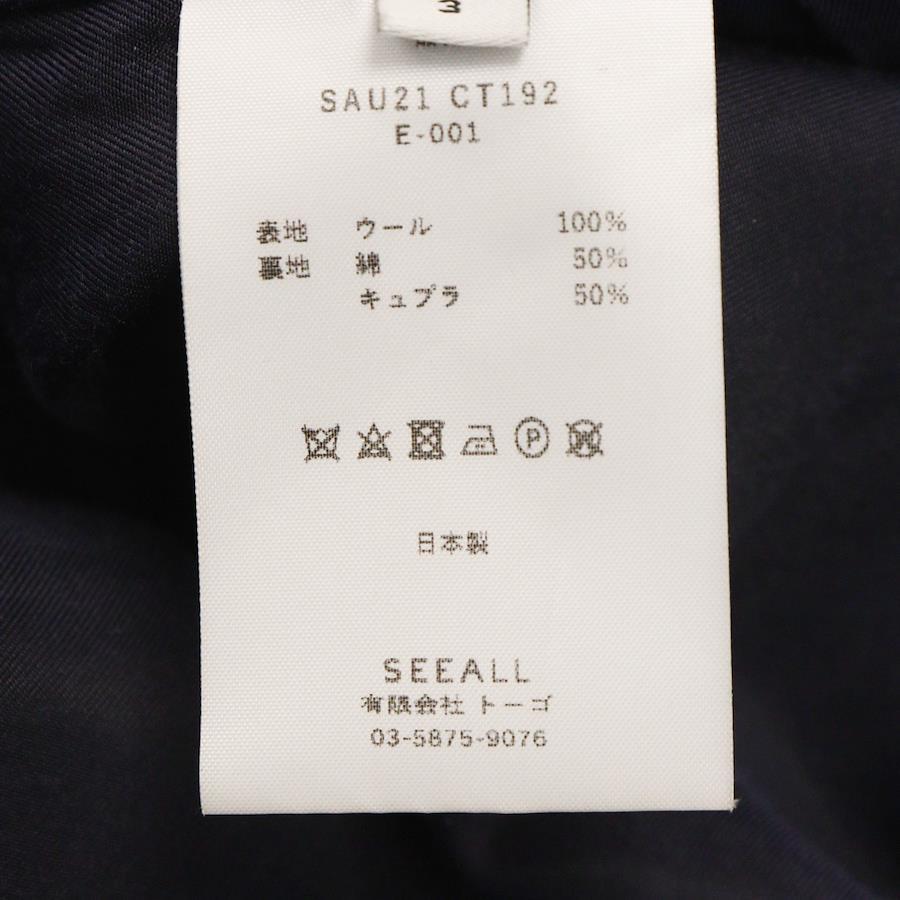 3
SAU21 CT192
E-001
表地 ウール 100%
裏地 綿 50%
キュプラ 50%
P
日本製
SEEALL
有限会社 トーゴ
03-5875-9076